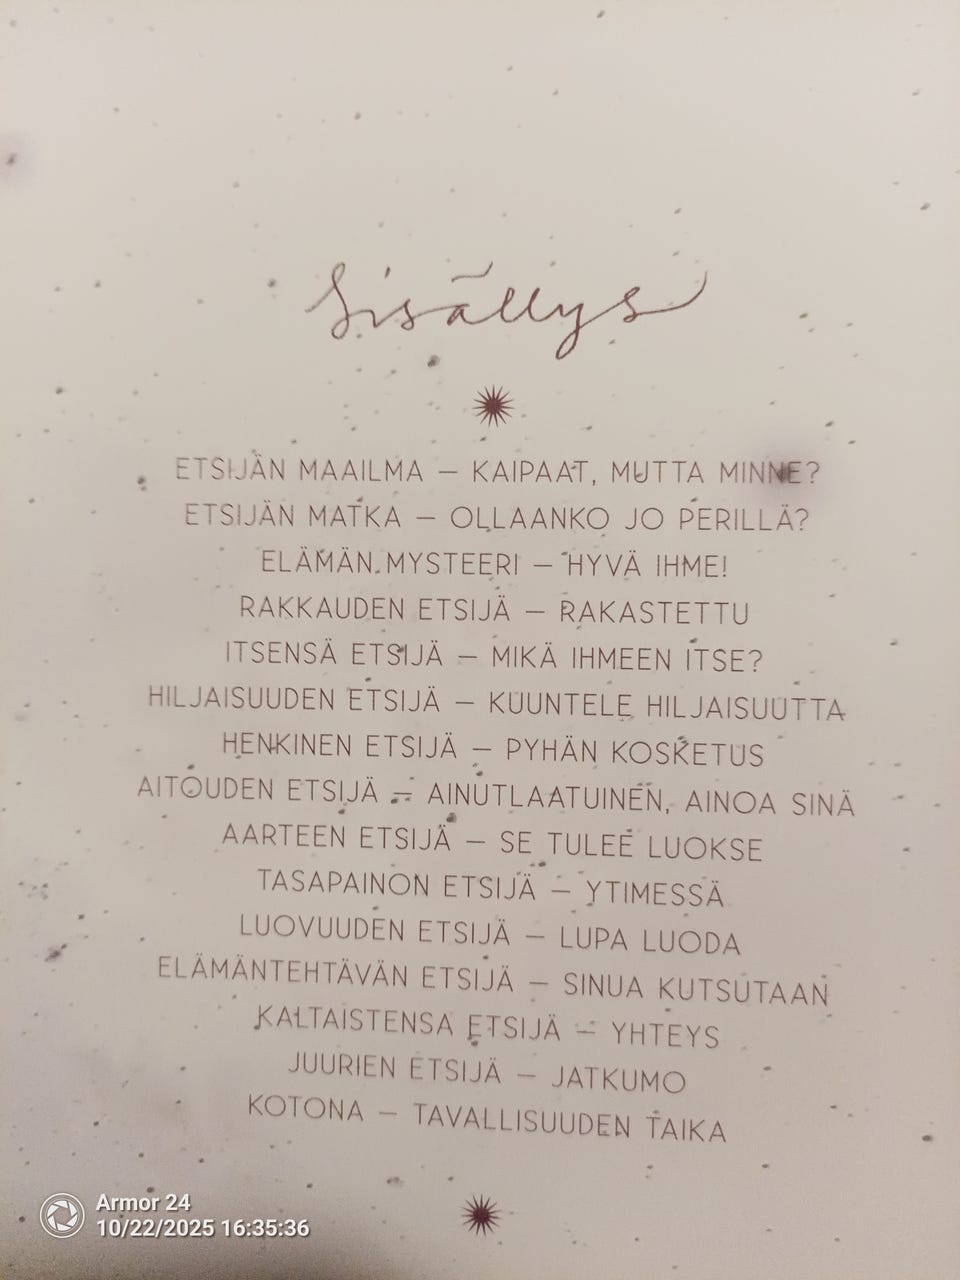 Sisällys
ETSIJÄN MAAILMA – KAIPAAT, MUTTA MINNE?
ETSIJÄN MATKA – OLLAANKO JO PERILLÄ?
ELÄMÄN MYSTEERI – HYVÄ IHME!
RAKKAUDEN ETSIJÄ – RAKASTETTU
ITSENSÄ ETSIJÄ – MIKÄ IHMEEN ITSE?
HILJAISUUDEN ETSIJÄ – KUUNTELE HILJAISUUTTA
HENKINEN ETSIJÄ – PYHÄN KOSKETUS
AITOUDEN ETSIJÄ – AINUTLAATUINEN, AINOA SINÄ
AARTEEN ETSIJÄ – SE TULEE LUOKSE
TASAPAINON ETSIJÄ – YTIMESSÄ
LUOVUUDEN ETSIJÄ – LUPA LUODA
ELÄMÄNTEHTÄVÄN ETSIJÄ – SINUA KUTSUTAAN
KALTAISTENSA ETSIJÄ – YHTEYS
JUURIEN ETSIJÄ – JATKUMO
KOTONA – TAVALLISUUDEN TAIKA
Armor 24
10/22/2025 16:35:36